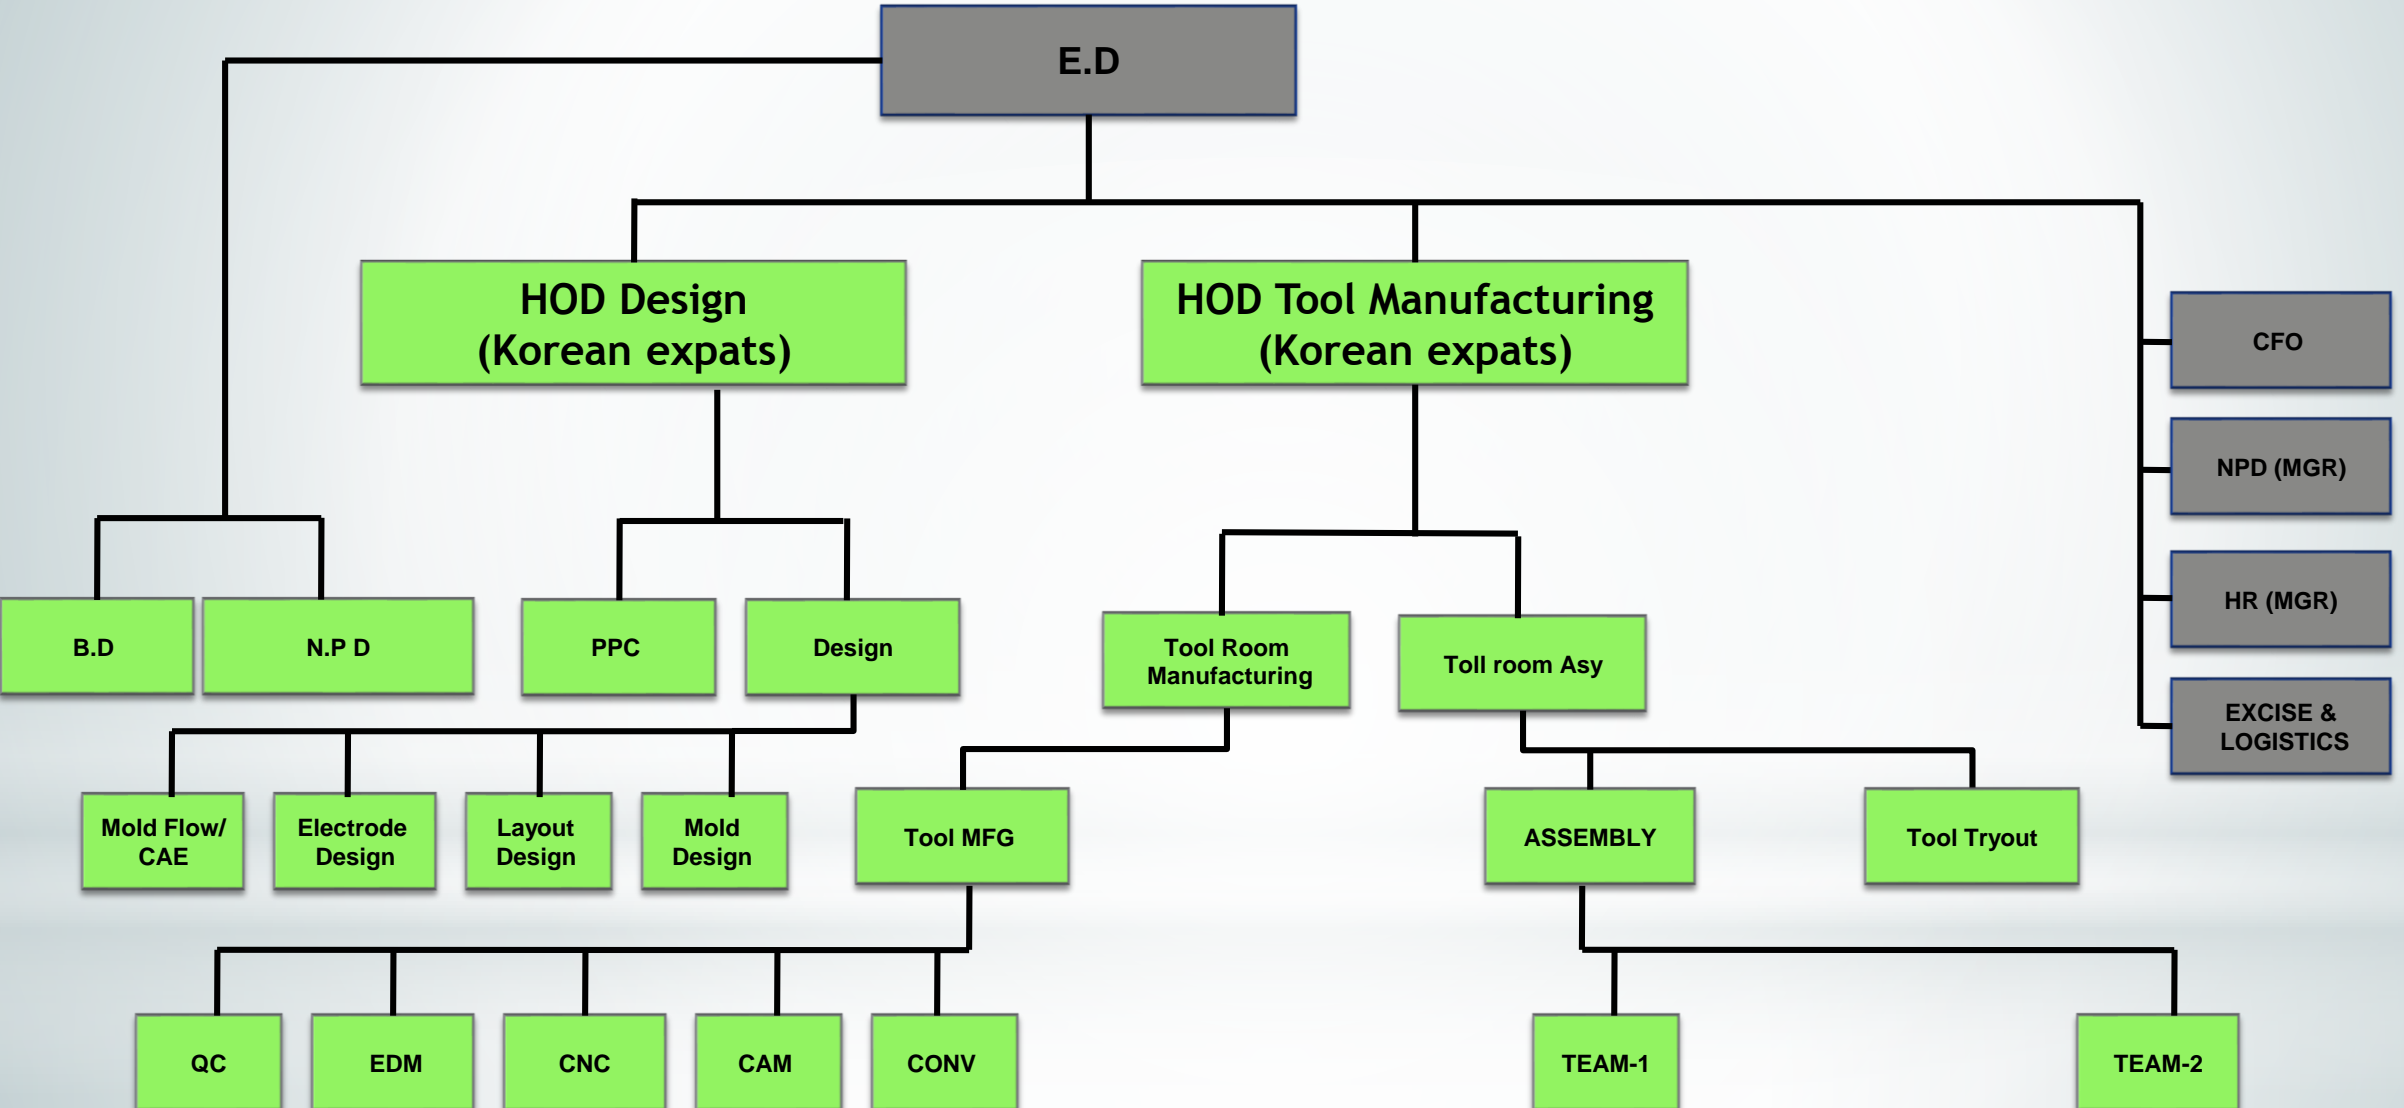 E.D
HOD Design
(Korean expats)
HOD Tool Manufacturing
(Korean expats)
CFO
NPD (MGR)
HR (MGR)
EXCISE &
LOGISTICS
B.D
N.P D
PPC
Design
Tool Room
Manufacturing
Toll room Asy
Mold Flow/
CAE
Electrode
Design
Layout
Design
Mold
Design
Tool MFG
ASSEMBLY
Tool Tryout
QC
EDM
CNC
CAM
CONV
TEAM-1
TEAM-2